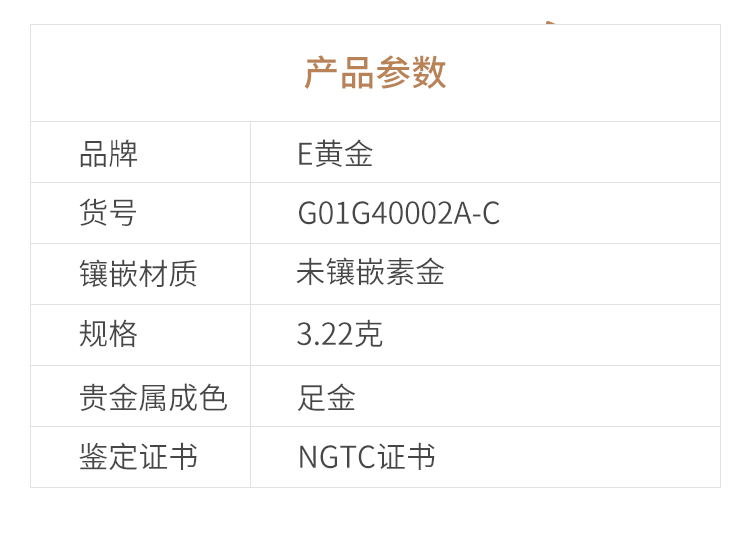 产品参数
品牌 E黄金
货号 G01G40002A-C
镶嵌材质 未镶嵌素金
规格 3.22克
贵金属成色 足金
鉴定证书 NGTC证书